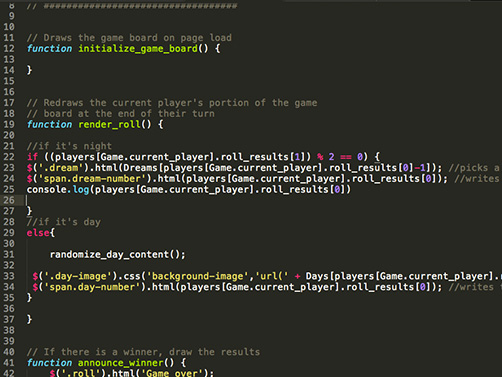 8 // ###################################
9
10
11 // Draws the game board on page load
12 function initialize_game_board() {
13
14 }
15
16
17 // Redraws the current player's portion of the game
18 // board at the end of their turn
19 function render_roll() {
20
21 //if it's night
22 if ((players[Game.current_player].roll_results[1]) % 2 == 0) {
23 $('.dream').html(Dreams[players[Game.current_player].roll_results[0]-1]); //picks a
24 $('span.dream-number').html(players[Game.current_player].roll_results[0]); //writes
25 console.log(players[Game.current_player].roll_results[0])
26
27 }
28 //if it's day
29 else{
30
31 randomize_day_content();
32
33 $('.day-image').css('background-image','url(' + Days[players[Game.current_player].
34 $('span.day-number').html(players[Game.current_player].roll_results[0]); //writes
35 }
36
37 }
38
39
40 // If there is a winner, draw the results
41 function announce_winner() {
42 $('.roll').html('Game over');